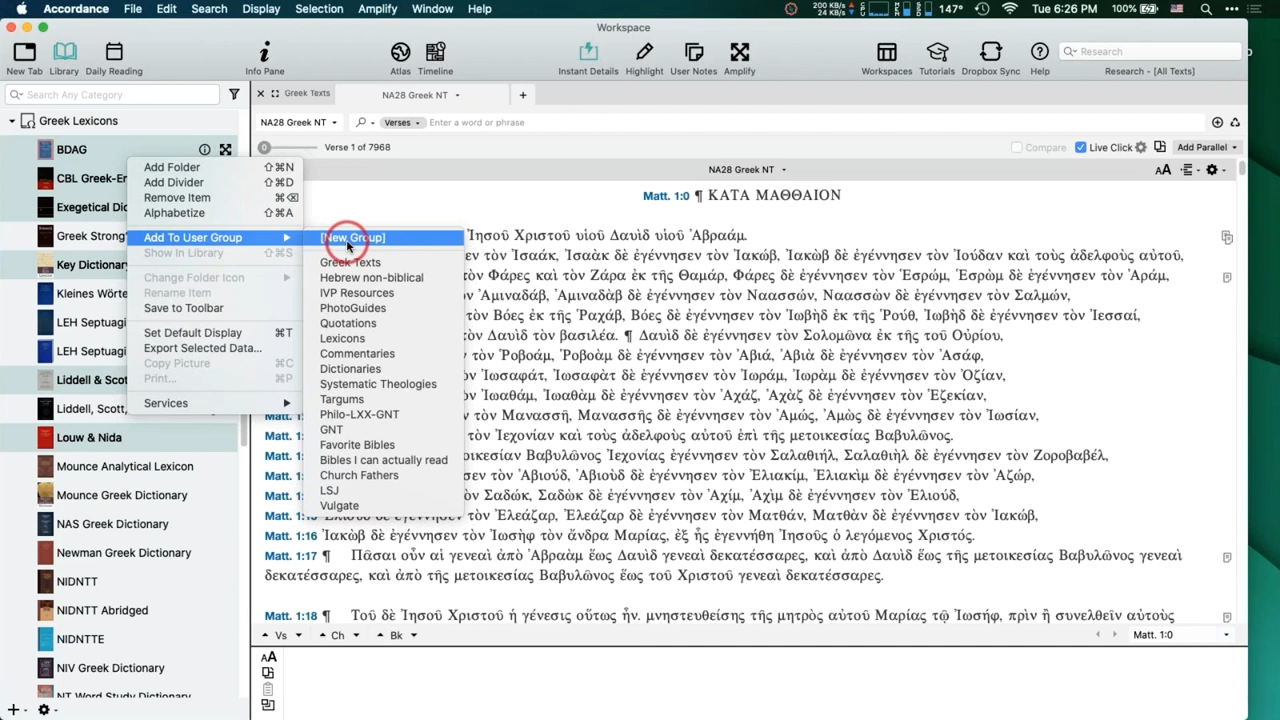 Accordance File Edit Search Display Selection Amplify Window Help 200 KB/s 3 KB/s 147° Tue 6:26 PM 100%
Workspace
New Tab Library Daily Reading Info Pane Atlas Timeline Instant Details Highlight User Notes Amplify Workspaces Tutorials Dropbox Sync Help Research
Research - [All Texts]
Search Any Category
Greek Texts
NA28 Greek NT
+
Greek Lexicons
NA28 Greek NT Verses Enter a word or phrase
0 Verse 1 of 7968 Compare Live Click Add Parallel
NA28 Greek NT
BDAG
CBL Greek-En
Exegetical Dic
Greek Strong'
Key Dictionary
Kleines Wörte
LEH Septuagi
LEH Septuagi
Liddell & Scot
Liddell, Scott,
Louw & Nida
Mounce Analytical Lexicon
Mounce Greek Dictionary
NAS Greek Dictionary
Newman Greek Dictionary
NIDNTT
NIDNTT Abridged
NIDNTTE
NIV Greek Dictionary
NT Word Study Dictionary
Add Folder ⇧⌘N
Add Divider ⇧⌘D
Remove Item ⌘⌫
Alphabetize ⇧⌘A
Add To User Group
Show In Library ⇧⌘S
Change Folder Icon
Rename Item
Save to Toolbar
Set Default Display ⌘T
Export Selected Data...
Copy Picture ⌘C
Print... ⌘P
Services
[New Group]
Greek Texts
Hebrew non-biblical
IVP Resources
PhotoGuides
Quotations
Lexicons
Commentaries
Dictionaries
Systematic Theologies
Targums
Philo-LXX-GNT
GNT
Favorite Bibles
Bibles I can actually read
Church Fathers
LSJ
Vulgate
Matt. 1:0 ¶ ΚΑΤΑ ΜΑΘΘΑΙΟΝ
Ἰησοῦ Χριστοῦ υἱοῦ Δαυὶδ υἱοῦ Ἀβραάμ.
εν τὸν Ἰσαάκ, Ἰσαὰκ δὲ ἐγέννησεν τὸν Ἰακώβ, Ἰακὼβ δὲ ἐγέννησεν τὸν Ἰούδαν καὶ τοὺς ἀδελφοὺς αὐτοῦ,
εν τὸν Φάρες καὶ τὸν Ζάρα ἐκ τῆς Θαμάρ, Φάρες δὲ ἐγέννησεν τὸν Ἑσρώμ, Ἑσρὼμ δὲ ἐγέννησεν τὸν Ἀράμ,
ν Ἀμιναδάβ, Ἀμιναδὰβ δὲ ἐγέννησεν τὸν Ναασσών, Ναασσὼν δὲ ἐγέννησεν τὸν Σαλμών,
ν τὸν Βόες ἐκ τῆς Ῥαχάβ, Βόες δὲ ἐγέννησεν τὸν Ἰωβὴδ ἐκ τῆς Ῥούθ, Ἰωβὴδ δὲ ἐγέννησεν τὸν Ἰεσσαί,
τὸν Δαυὶδ τὸν βασιλέα. ¶ Δαυὶδ δὲ ἐγέννησεν τὸν Σολομῶνα ἐκ τῆς τοῦ Οὐρίου,
τὸν Ῥοβοάμ, Ῥοβοὰμ δὲ ἐγέννησεν τὸν Ἀβιά, Ἀβιὰ δὲ ἐγέννησεν τὸν Ἀσάφ,
τὸν Ἰωσαφάτ, Ἰωσαφὰτ δὲ ἐγέννησεν τὸν Ἰωράμ, Ἰωρὰμ δὲ ἐγέννησεν τὸν Ὀζίαν,
τὸν Ἰωαθάμ, Ἰωαθὰμ δὲ ἐγέννησεν τὸν Ἀχάζ, Ἀχὰζ δὲ ἐγέννησεν τὸν Ἑζεκίαν,
Matt. 1:1 τὸν Μανασσῆ, Μανασσῆς δὲ ἐγέννησεν τὸν Ἀμώς, Ἀμὼς δὲ ἐγέννησεν τὸν Ἰωσίαν,
Matt. 1:1 τὸν Ἰεχονίαν καὶ τοὺς ἀδελφοὺς αὐτοῦ ἐπὶ τῆς μετοικεσίας Βαβυλῶνος.
Matt. 1:1 οικεσίαν Βαβυλῶνος Ἰεχονίας ἐγέννησεν τὸν Σαλαθιήλ, Σαλαθιὴλ δὲ ἐγέννησεν τὸν Ζοροβαβέλ,
Matt. 1:1 τὸν Ἀβιούδ, Ἀβιοὺδ δὲ ἐγέννησεν τὸν Ἐλιακίμ, Ἐλιακὶμ δὲ ἐγέννησεν τὸν Ἀζώρ,
Matt. 1:1 τὸν Σαδώκ, Σαδὼκ δὲ ἐγέννησεν τὸν Ἀχίμ, Ἀχὶμ δὲ ἐγέννησεν τὸν Ἐλιούδ,
Matt. 1:15 Ἐλιοὺδ δὲ ἐγέννησεν τὸν Ἐλεάζαρ, Ἐλεάζαρ δὲ ἐγέννησεν τὸν Ματθάν, Ματθὰν δὲ ἐγέννησεν τὸν Ἰακώβ,
Matt. 1:16 Ἰακὼβ δὲ ἐγέννησεν τὸν Ἰωσὴφ τὸν ἄνδρα Μαρίας, ἐξ ἧς ἐγεννήθη Ἰησοῦς ὁ λεγόμενος Χριστός.
Matt. 1:17 ¶ Πᾶσαι οὖν αἱ γενεαὶ ἀπὸ Ἀβραὰμ ἕως Δαυὶδ γενεαὶ δεκατέσσαρες, καὶ ἀπὸ Δαυὶδ ἕως τῆς μετοικεσίας Βαβυλῶνος γενεαὶ
δεκατέσσαρες, καὶ ἀπὸ τῆς μετοικεσίας Βαβυλῶνος ἕως τοῦ Χριστοῦ γενεαὶ δεκατέσσαρες.
Matt. 1:18 ¶ Τοῦ δὲ Ἰησοῦ Χριστοῦ ἡ γένεσις οὕτως ἦν. μνηστευθείσης τῆς μητρὸς αὐτοῦ Μαρίας τῷ Ἰωσήφ, πρὶν ἢ συνελθεῖν αὐτοὺς
Vs Ch Bk Matt. 1:0